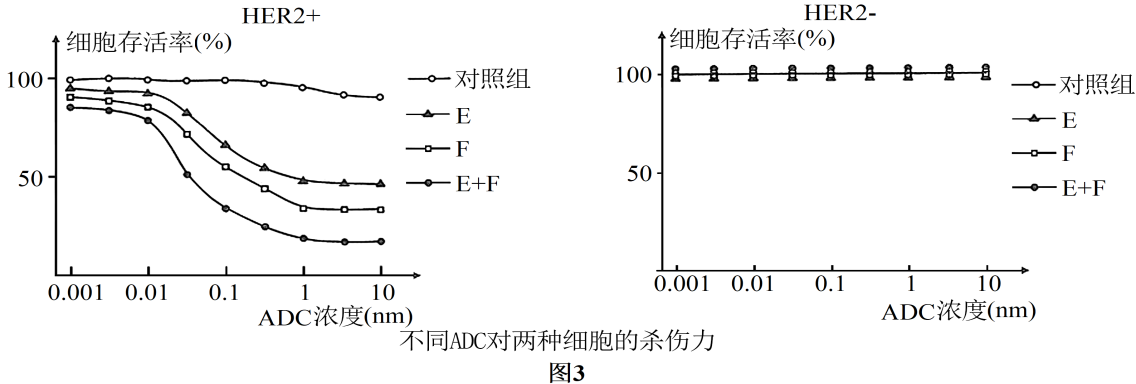 HER2+
细胞存活率(%)
100
50
0.001 0.01 0.1 1 10
ADC浓度(nm)
对照组
E
F
E+F
HER2-
细胞存活率(%)
100
50
0
0.001 0.01 0.1 1 10
ADC浓度(nm)
对照组
E
F
E+F
不同ADC对两种细胞的杀伤力
图3